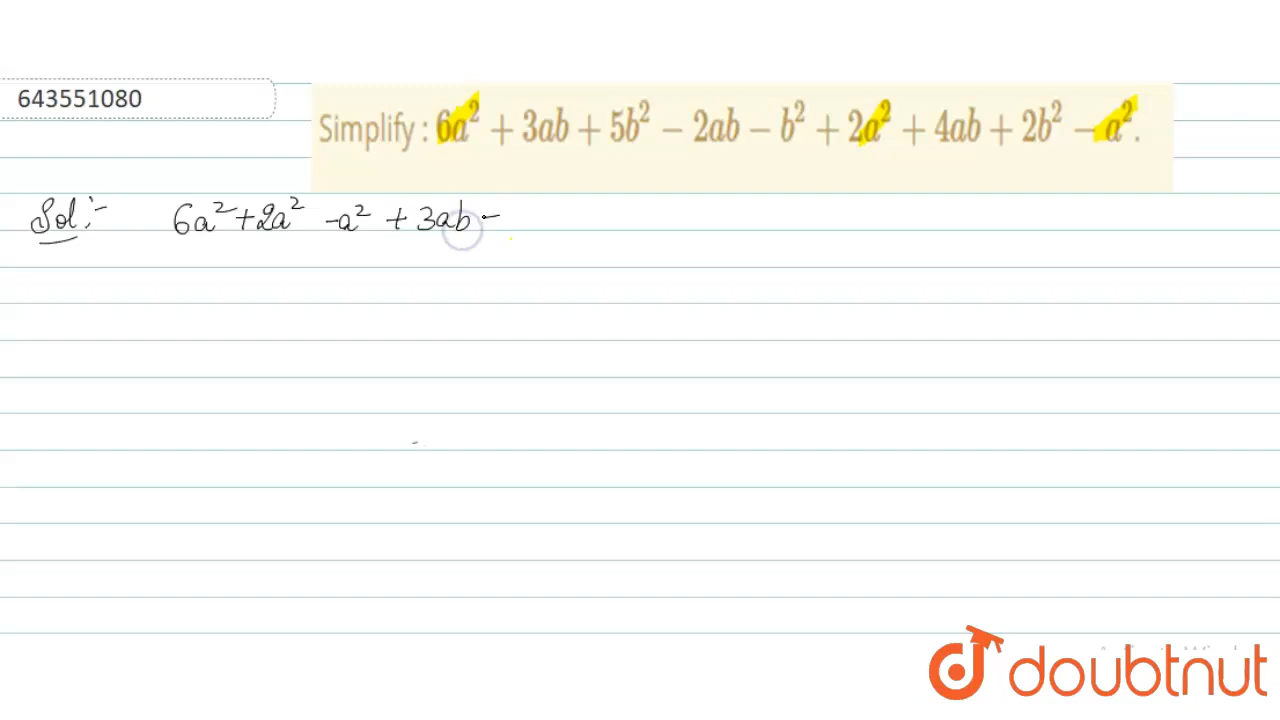 643551080
Simplify : 6a² + 3ab + 5b² − 2ab − b² + 2a² + 4ab + 2b² − a².
Sol :- 6a² + 2a² - a² + 3ab -
doubtnut